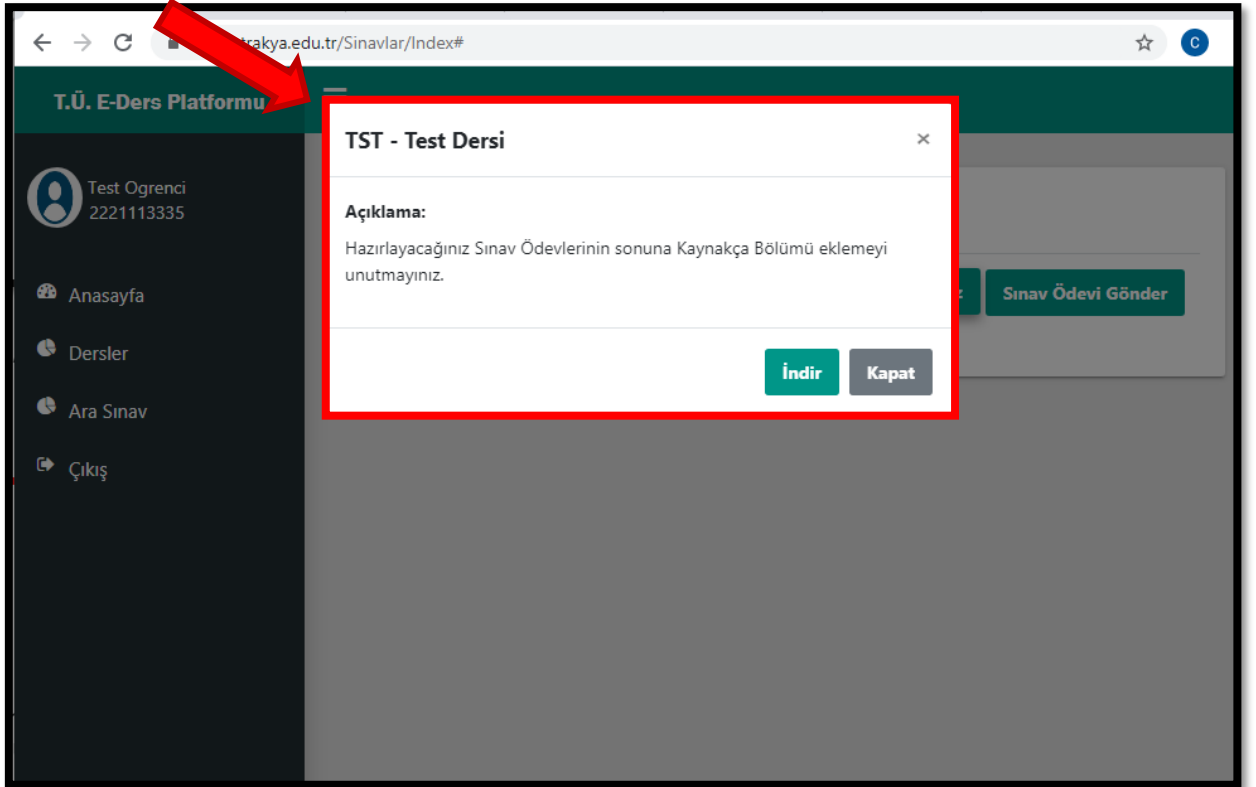 trakya.edu.tr/Sinavlar/Index#
C
T.Ü. E-Ders Platformu
TST - Test Dersi
×
Test Ogrenci
2221113335
Açıklama:
Hazırlayacağınız Sınav Ödevlerinin sonuna Kaynakça Bölümü eklemeyi
unutmayınız.
Anasayfa
Sınav Ödevi Gönder
Dersler
İndir
Kapat
Ara Sınav
Çıkış